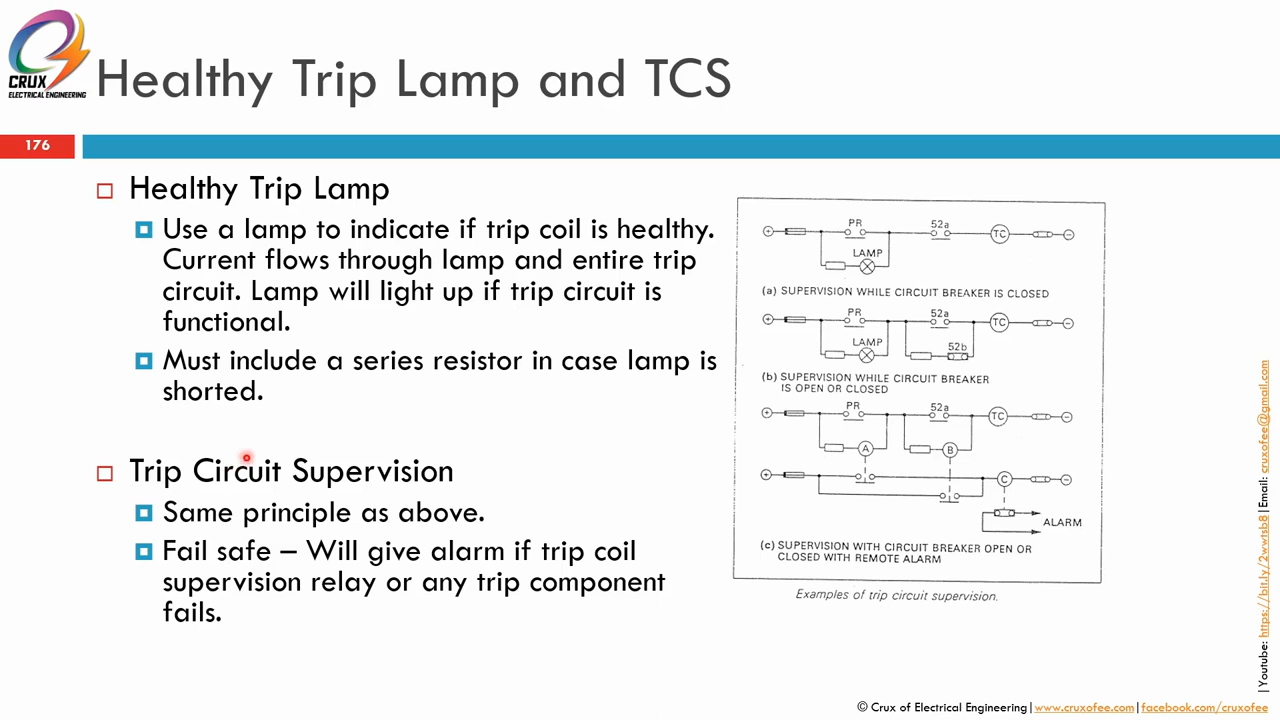 CRUX
ELECTRICAL ENGINEERING
Healthy Trip Lamp and TCS
176
Healthy Trip Lamp
Use a lamp to indicate if trip coil is healthy.
Current flows through lamp and entire trip
circuit. Lamp will light up if trip circuit is
functional.
Must include a series resistor in case lamp is
shorted.
Trip Circuit Supervision
Same principle as above.
Fail safe – Will give alarm if trip coil
supervision relay or any trip component
fails.
PR 52a
TC
LAMP
(a) SUPERVISION WHILE CIRCUIT BREAKER IS CLOSED
PR 52a
TC
LAMP 52b
(b) SUPERVISION WHILE CIRCUIT BREAKER
IS OPEN OR CLOSED
PR 52a
TC
A B
C
ALARM
(c) SUPERVISION WITH CIRCUIT BREAKER OPEN OR
CLOSED WITH REMOTE ALARM
Examples of trip circuit supervision.
| Youtube: https://bit.ly/2wwtsb8 | Email: cruxofee@gmail.com
© Crux of Electrical Engineering | www.cruxofee.com | facebook.com/cruxofee